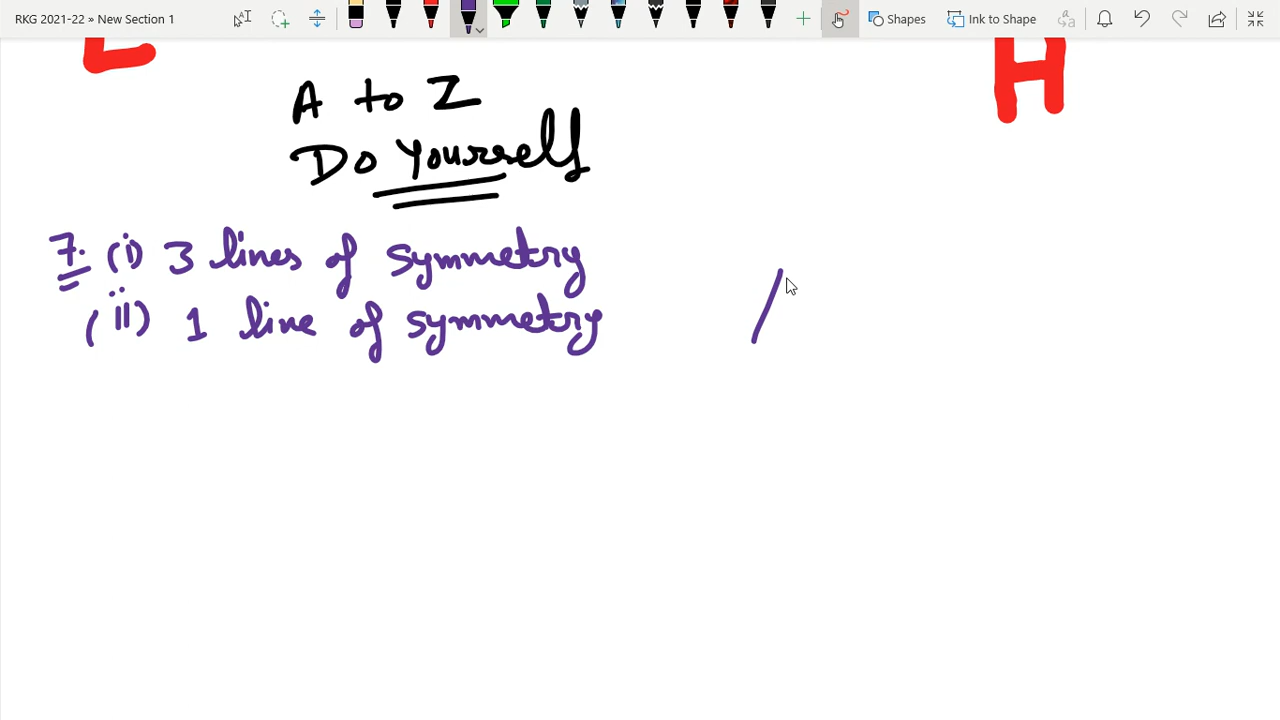 RKG 2021-22 » New Section 1
Shapes
Ink to Shape
H
A to Z
Do Yourself
7. (i) 3 lines of symmetry
(ii) 1 line of symmetry